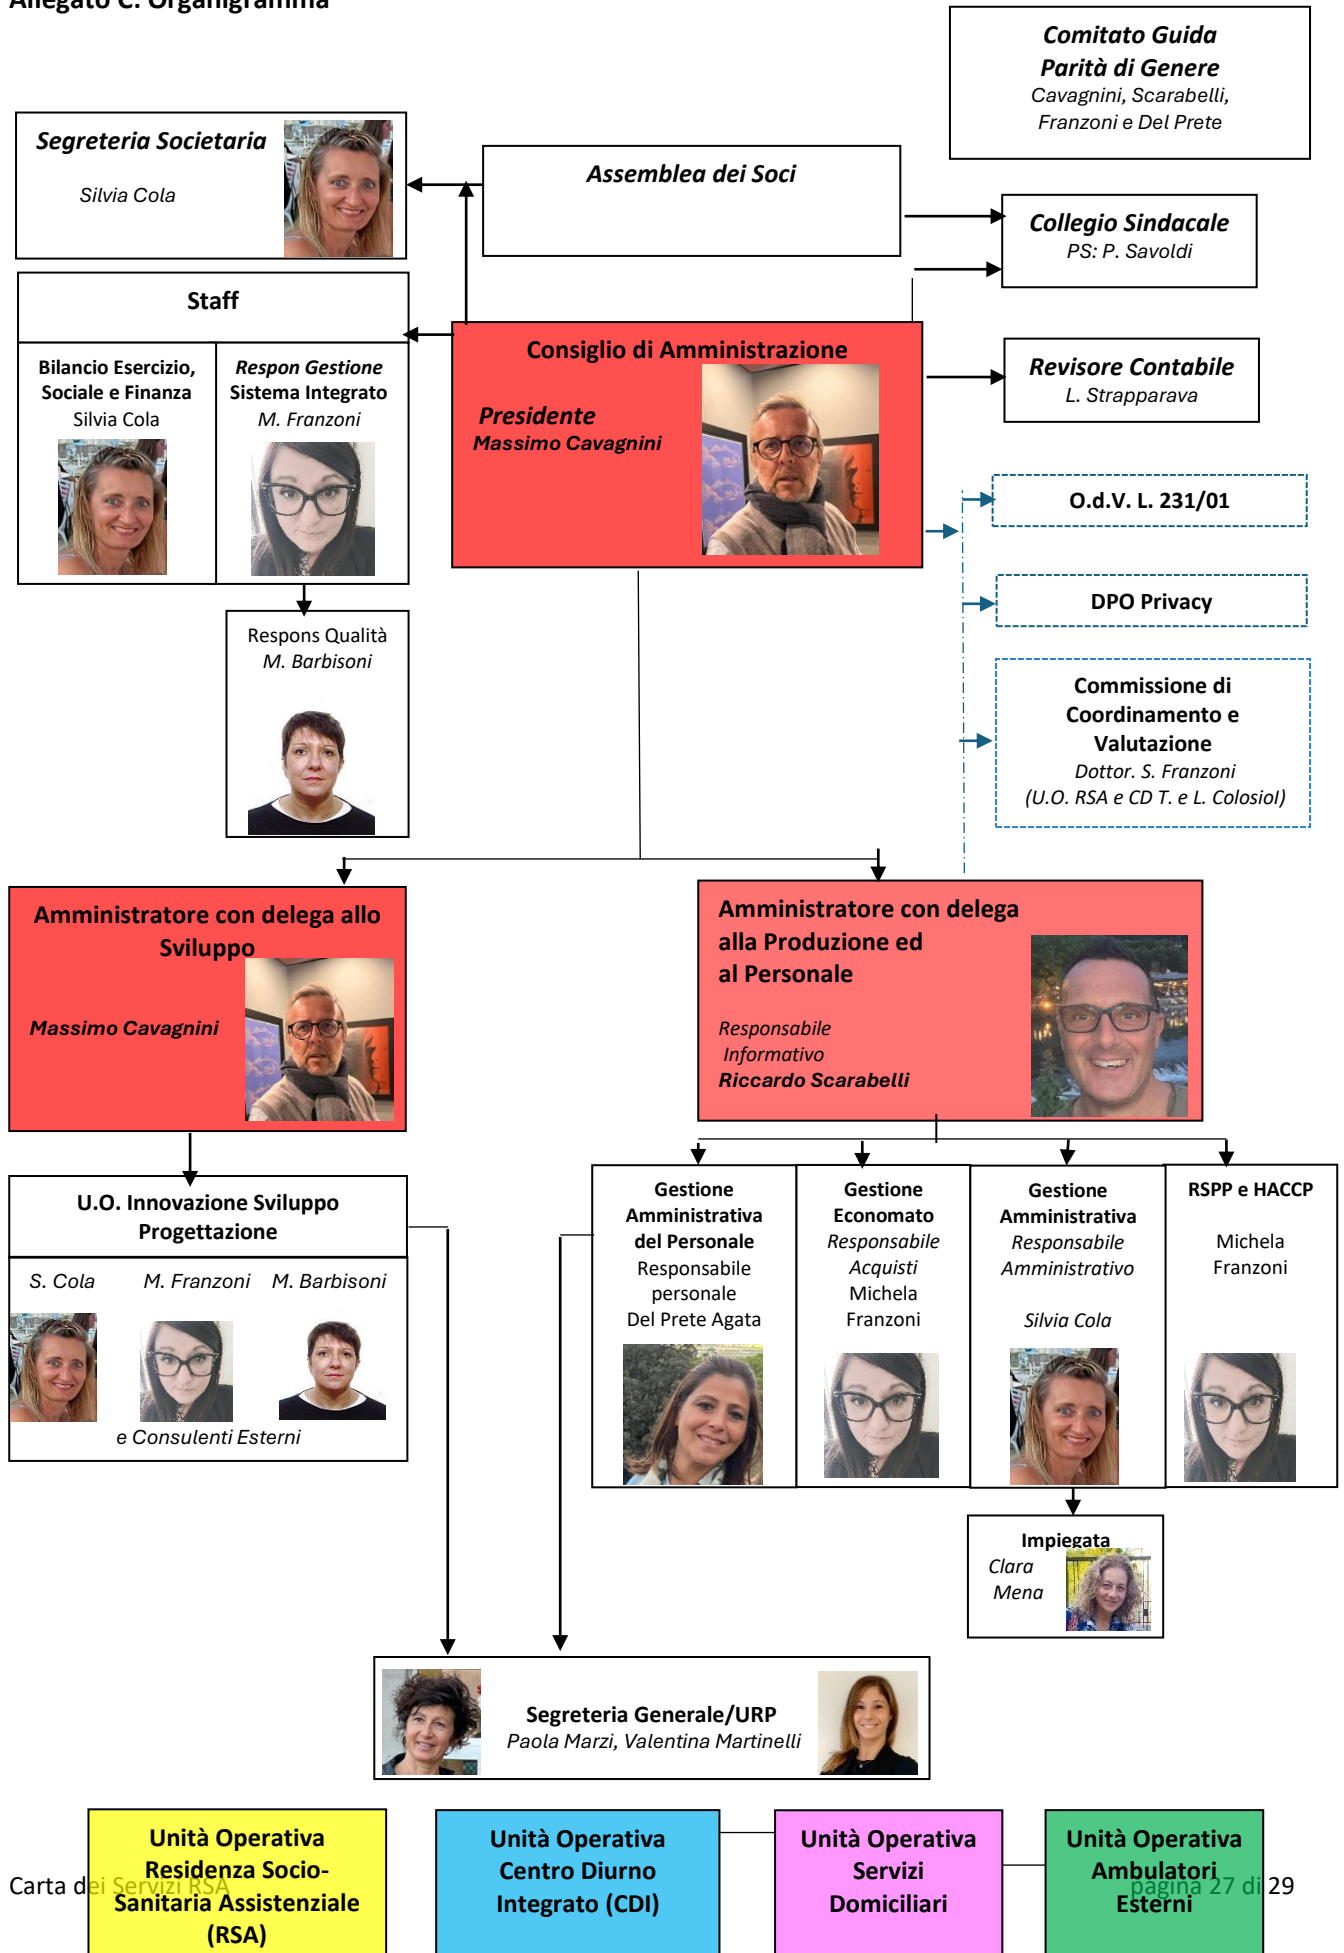 Allegato C: Organigramma
Comitato Guida
Parità di Genere
Cavagnini, Scarabelli,
Franzoni e Del Prete
Segreteria Societaria
Silvia Cola
Assemblea dei Soci
Collegio Sindacale
PS: P. Savoldi
Staff
Bilancio Esercizio,
Sociale e Finanza
Silvia Cola
Respon Gestione
Sistema Integrato
M. Franzoni
Consiglio di Amministrazione
Presidente
Massimo Cavagnini
Revisore Contabile
L. Strapparava
O.d.V. L. 231/01
DPO Privacy
Respons Qualità
M. Barbisoni
Commissione di
Coordinamento e
Valutazione
Dottor. S. Franzoni
(U.O. RSA e CD T. e L. Colosiol)
Amministratore con delega allo
Sviluppo
Massimo Cavagnini
Amministratore con delega
alla Produzione ed
al Personale
Responsabile
Informativo
Riccardo Scarabelli
U.O. Innovazione Sviluppo
Progettazione
S. Cola
M. Franzoni
M. Barbisoni
e Consulenti Esterni
Gestione
Amministrativa
del Personale
Responsabile
personale
Del Prete Agata
Gestione
Economato
Responsabile
Acquisti
Michela
Franzoni
Gestione
Amministrativa
Responsabile
Amministrativo
Silvia Cola
RSPP e HACCP
Michela
Franzoni
Impiegata
Clara
Mena
Segreteria Generale/URP
Paola Marzi, Valentina Martinelli
Unità Operativa
Residenza Socio-
Sanitaria Assistenziale
(RSA)
Unità Operativa
Centro Diurno
Integrato (CDI)
Unità Operativa
Servizi
Domiciliari
Unità Operativa
Ambulatori
Esterni
Carta dei Servizi RSA
pagina 27 di 29